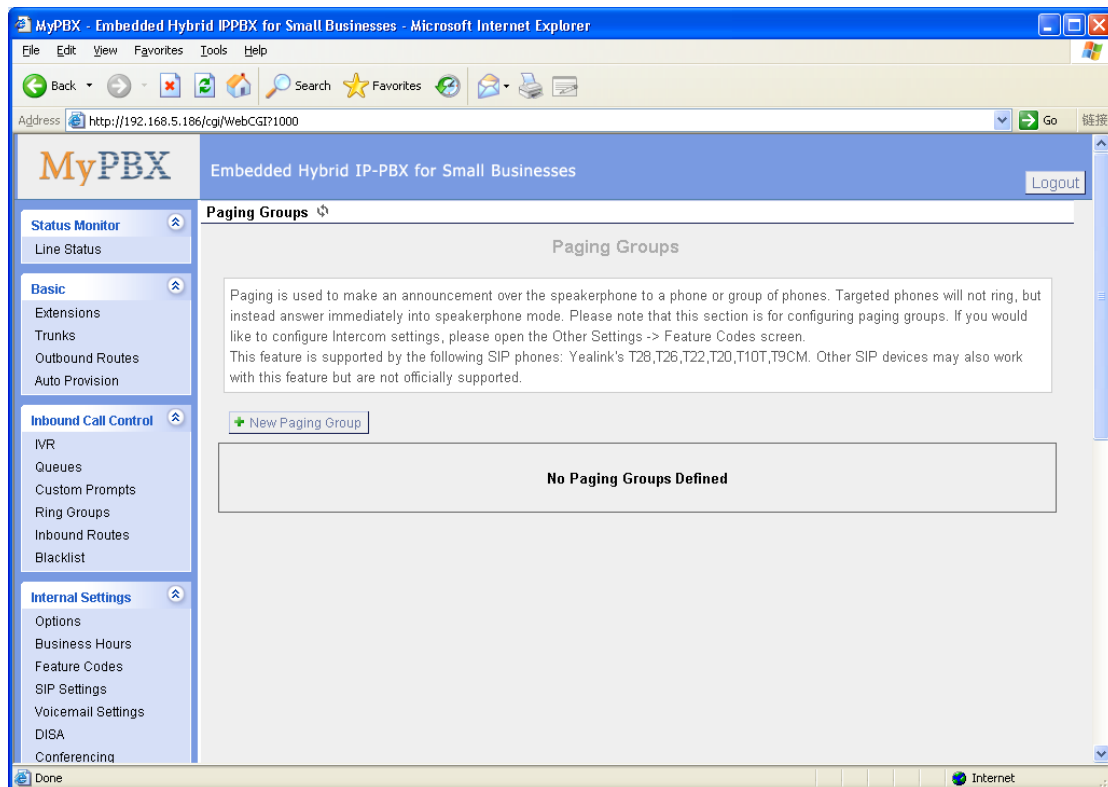 MyPBX - Embedded Hybrid IPPBX for Small Businesses - Microsoft Internet Explorer
File Edit View Favorites Tools Help
Back Search Favorites
Address http://192.168.5.186/cgi/WebCGI?1000 Go 链接
MyPBX
Embedded Hybrid IP-PBX for Small Businesses
Logout
Status Monitor
Line Status
Basic
Extensions
Trunks
Outbound Routes
Auto Provision
Inbound Call Control
IVR
Queues
Custom Prompts
Ring Groups
Inbound Routes
Blacklist
Internal Settings
Options
Business Hours
Feature Codes
SIP Settings
Voicemail Settings
DISA
Conferencing
Paging Groups
Paging Groups
Paging is used to make an announcement over the speakerphone to a phone or group of phones. Targeted phones will not ring, but
instead answer immediately into speakerphone mode. Please note that this section is for configuring paging groups. If you would
like to configure Intercom settings, please open the Other Settings -> Feature Codes screen.
This feature is supported by the following SIP phones: Yealink's T28,T26,T22,T20,T10T,T9CM. Other SIP devices may also work
with this feature but are not officially supported.
New Paging Group
No Paging Groups Defined
Done
Internet